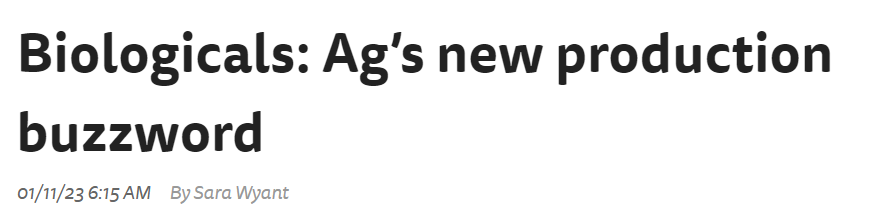 Biologicals: Ag’s new production
buzzword
01/11/23 6:15 AM By Sara Wyant